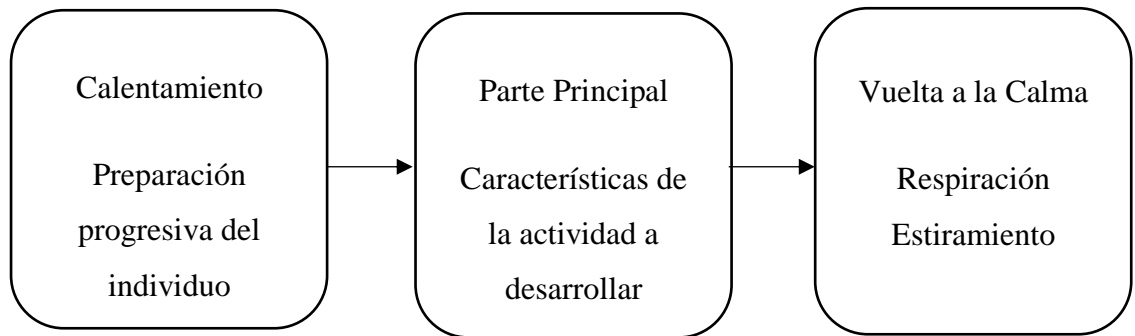 Calentamiento
Preparación
progresiva del
individuo
Parte Principal
Características de
la actividad a
desarrollar
Vuelta a la Calma
Respiración
Estiramiento